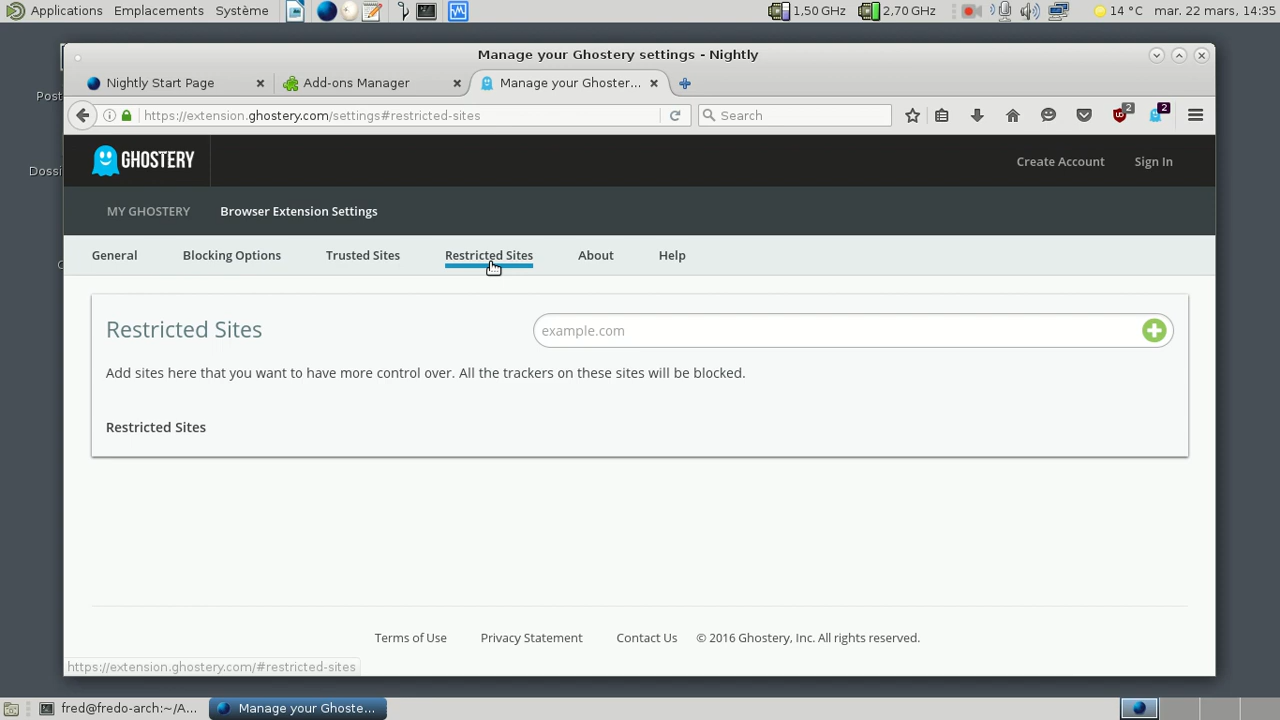 Applications Emplacements Système 1,50 GHz 2,70 GHz 14 °C mar. 22 mars, 14:35
Manage your Ghostery settings - Nightly
Nightly Start Page Add-ons Manager Manage your Ghoster...
Post
https://extension.ghostery.com/settings#restricted-sites Search 2 2
GHOSTERY Create Account Sign In
Dossi
MY GHOSTERY Browser Extension Settings
General Blocking Options Trusted Sites Restricted Sites About Help
Restricted Sites example.com
Add sites here that you want to have more control over. All the trackers on these sites will be blocked.
Restricted Sites
Terms of Use Privacy Statement Contact Us © 2016 Ghostery, Inc. All rights reserved.
https://extension.ghostery.com/#restricted-sites
fred@fredo-arch:~/A... Manage your Ghoste...